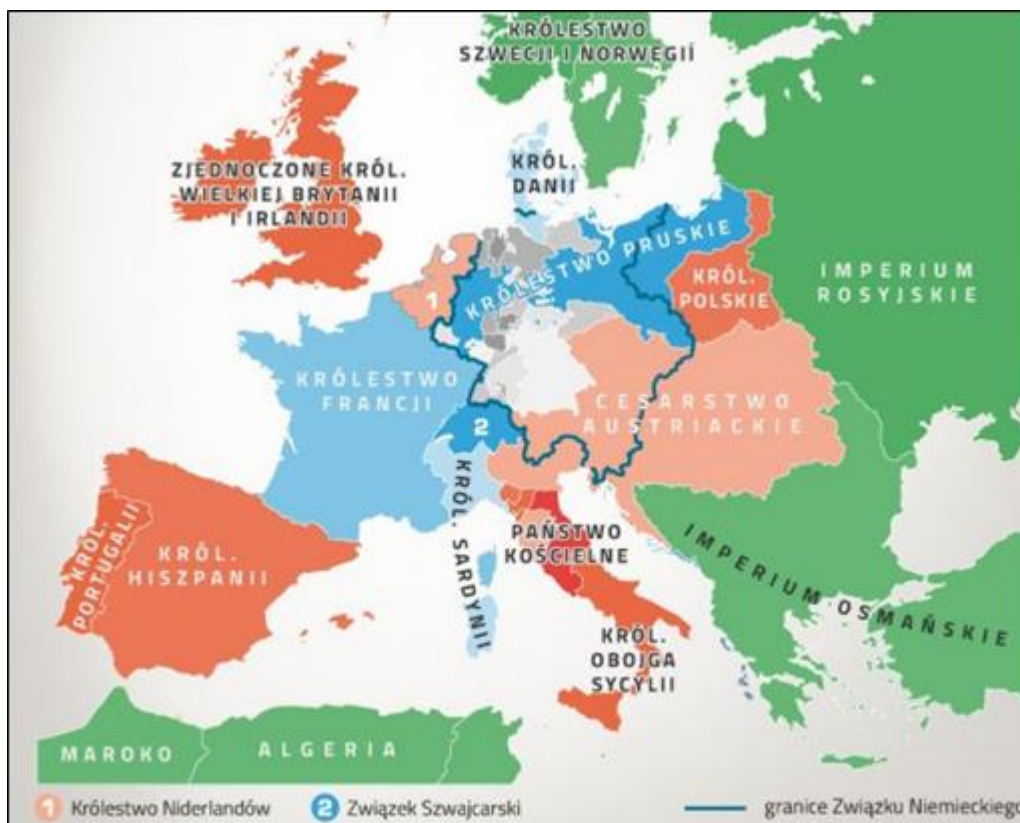 KRÓLESTWO
SZWECJI I NORWEGII
ZJEDNOCZONE KRÓL.
WIELKIEJ BRYTANII
I IRLANDII
KRÓL.
DANII
KRÓLESTWO PRUSKIE
KRÓL.
POLSKIE
IMPERIUM
ROSYJSKIE
1
KRÓLESTWO
FRANCJI
2
CESARSTWO
AUSTRIACKIE
KRÓL. SARDYNII
PAŃSTWO
KOŚCIELNE
KRÓL.
PORTUGALII
KRÓL.
HISZPANII
IMPERIUM OSMAŃSKIE
KRÓL.
OBOJGA
SYCYLII
MAROKO
ALGERIA
1 Królestwo Niderlandów
2 Związek Szwajcarski
granice Związku Niemieckiego